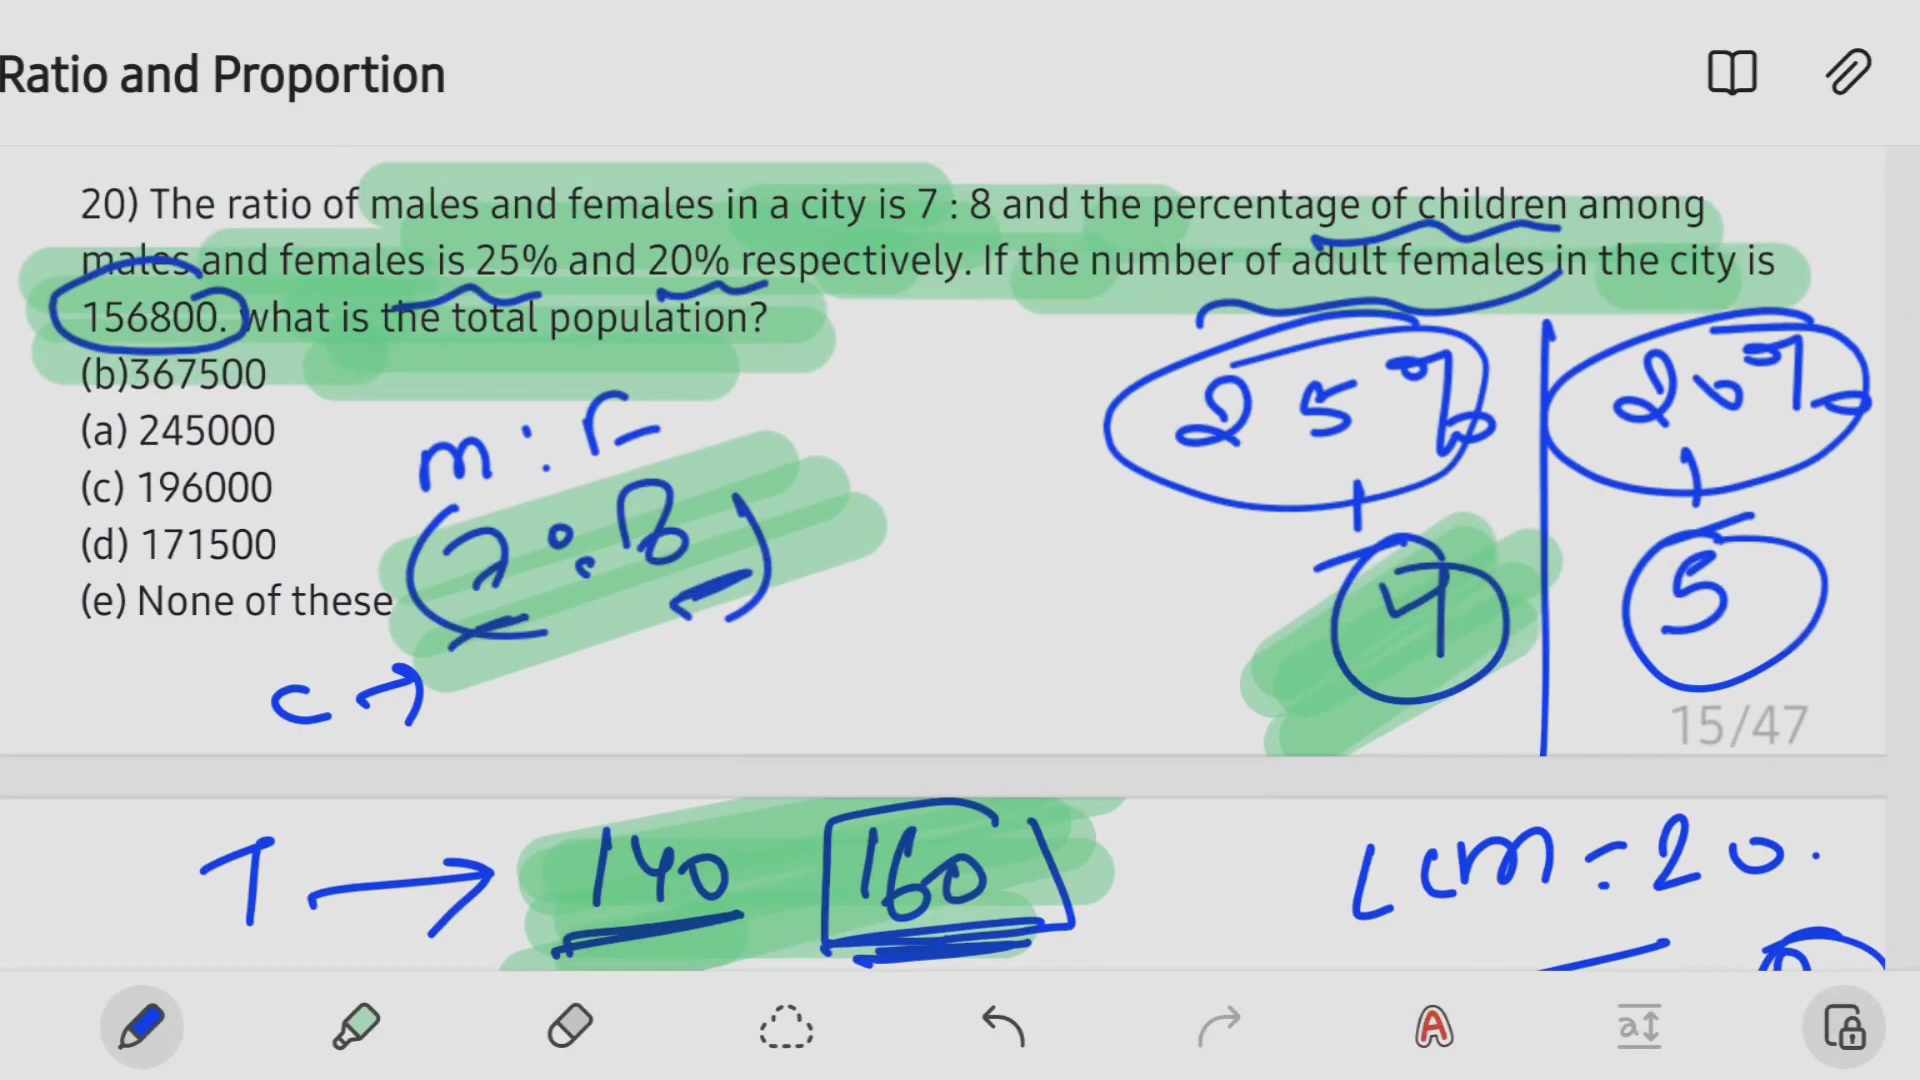 Ratio and Proportion
20) The ratio of males and females in a city is 7 : 8 and the percentage of children among
males and females is 25% and 20% respectively. If the number of adult females in the city is
156800. what is the total population?
(b)367500
(a) 245000
(c) 196000
(d) 171500
(e) None of these
m : F
7 : 8
C →
25% 20%
4 5
15/47
T → 140 160
Lcm = 20.
A
a